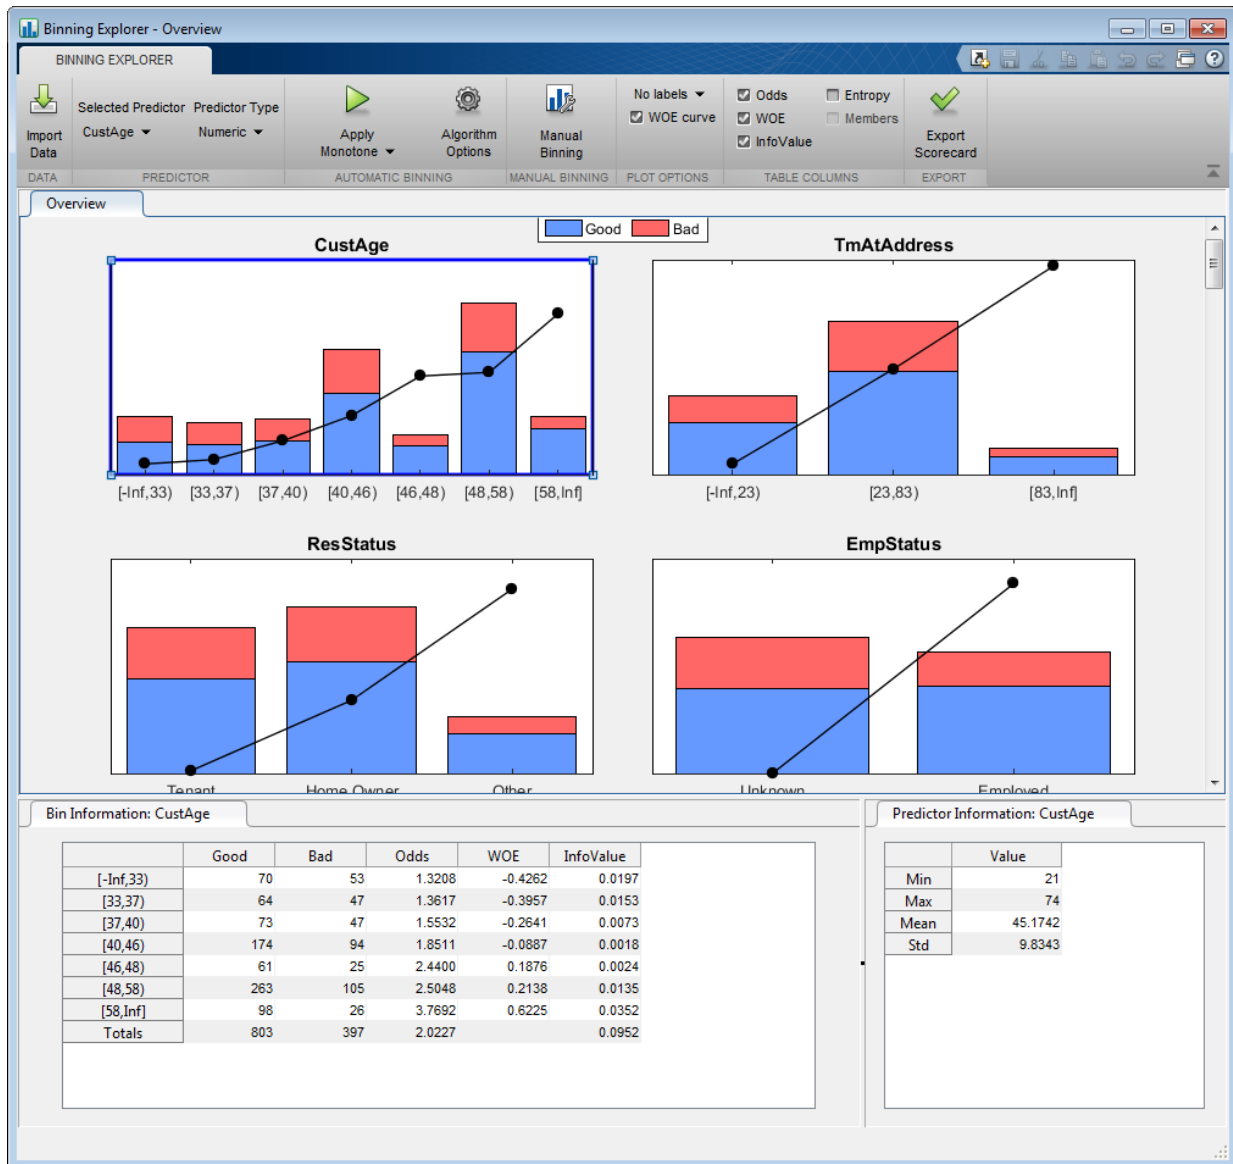 Binning Explorer - Overview
BINNING EXPLORER
Import Data
Selected Predictor Predictor Type
CustAge Numeric
Apply Monotone
Algorithm Options
Manual Binning
No labels
WOE curve
Odds Entropy
WOE Members
InfoValue
Export Scorecard
DATA PREDICTOR AUTOMATIC BINNING MANUAL BINNING PLOT OPTIONS TABLE COLUMNS EXPORT
Overview
Good Bad
CustAge TmAtAddress
[-Inf,33) [33,37) [37,40) [40,46) [46,48) [48,58) [58,Inf] [-Inf,23) [23,83) [83,Inf]
ResStatus EmpStatus
Tenant Home Owner Other Unknown Employed
Bin Information: CustAge
Good Bad Odds WOE InfoValue
[-Inf,33) 70 53 1.3208 -0.4262 0.0197
[33,37) 64 47 1.3617 -0.3957 0.0153
[37,40) 73 47 1.5532 -0.2641 0.0073
[40,46) 174 94 1.8511 -0.0887 0.0018
[46,48) 61 25 2.4400 0.1876 0.0024
[48,58) 263 105 2.5048 0.2138 0.0135
[58,Inf] 98 26 3.7692 0.6225 0.0352
Totals 803 397 2.0227 0.0952
Predictor Information: CustAge
Value
Min 21
Max 74
Mean 45.1742
Std 9.8343